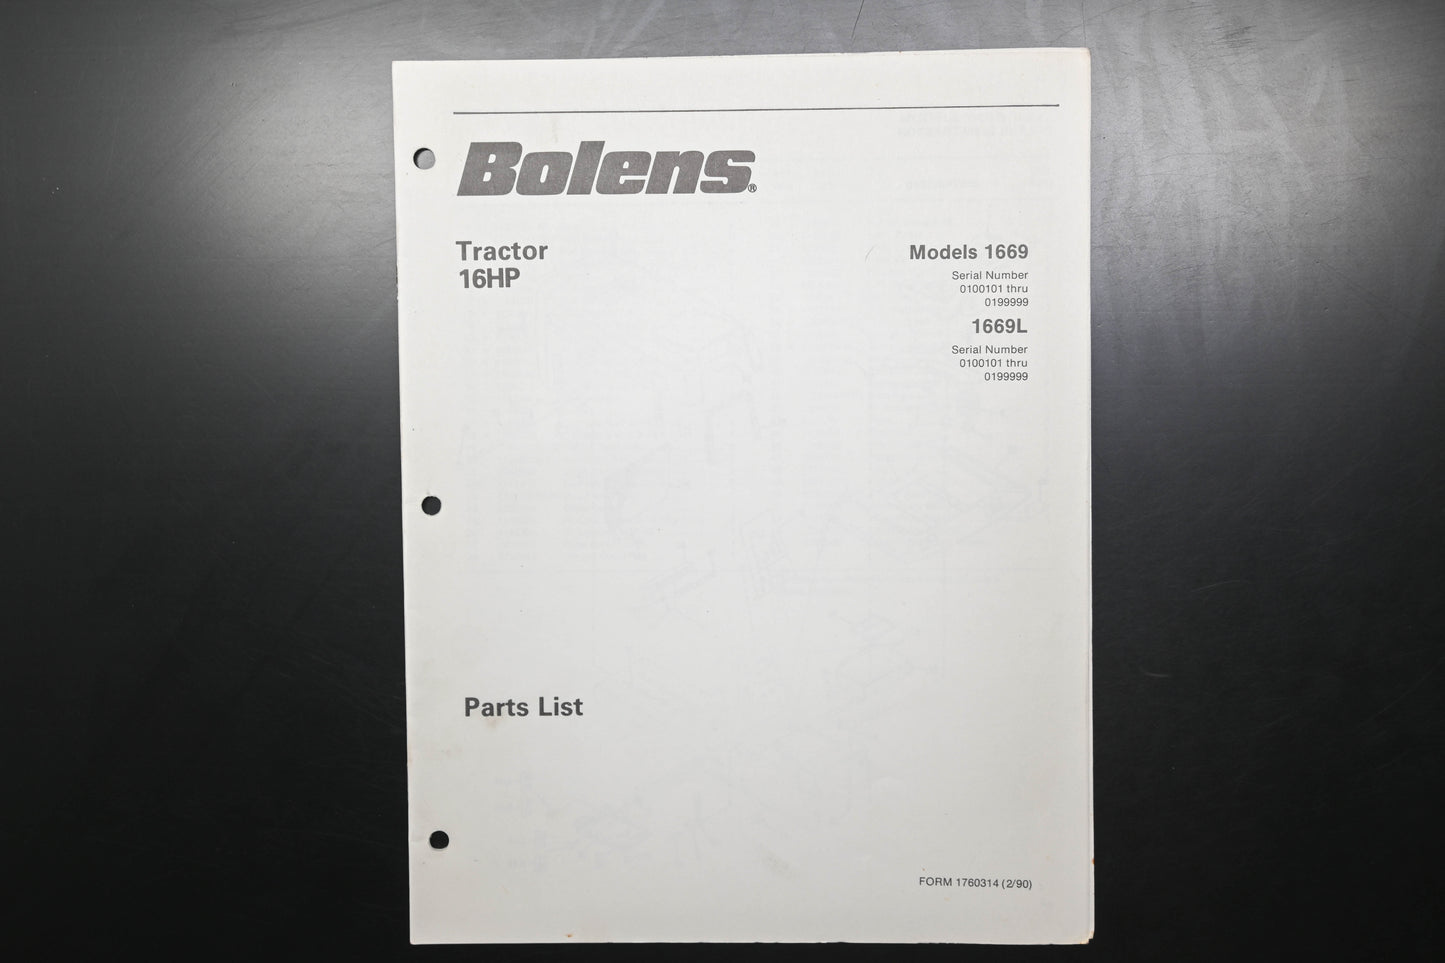 Bolens®
Tractor
16HP
Models 1669
Serial Number
0100101 thru
0199999
1669L
Serial Number
0100101 thru
0199999
Parts List
FORM 1760314 (2/90)